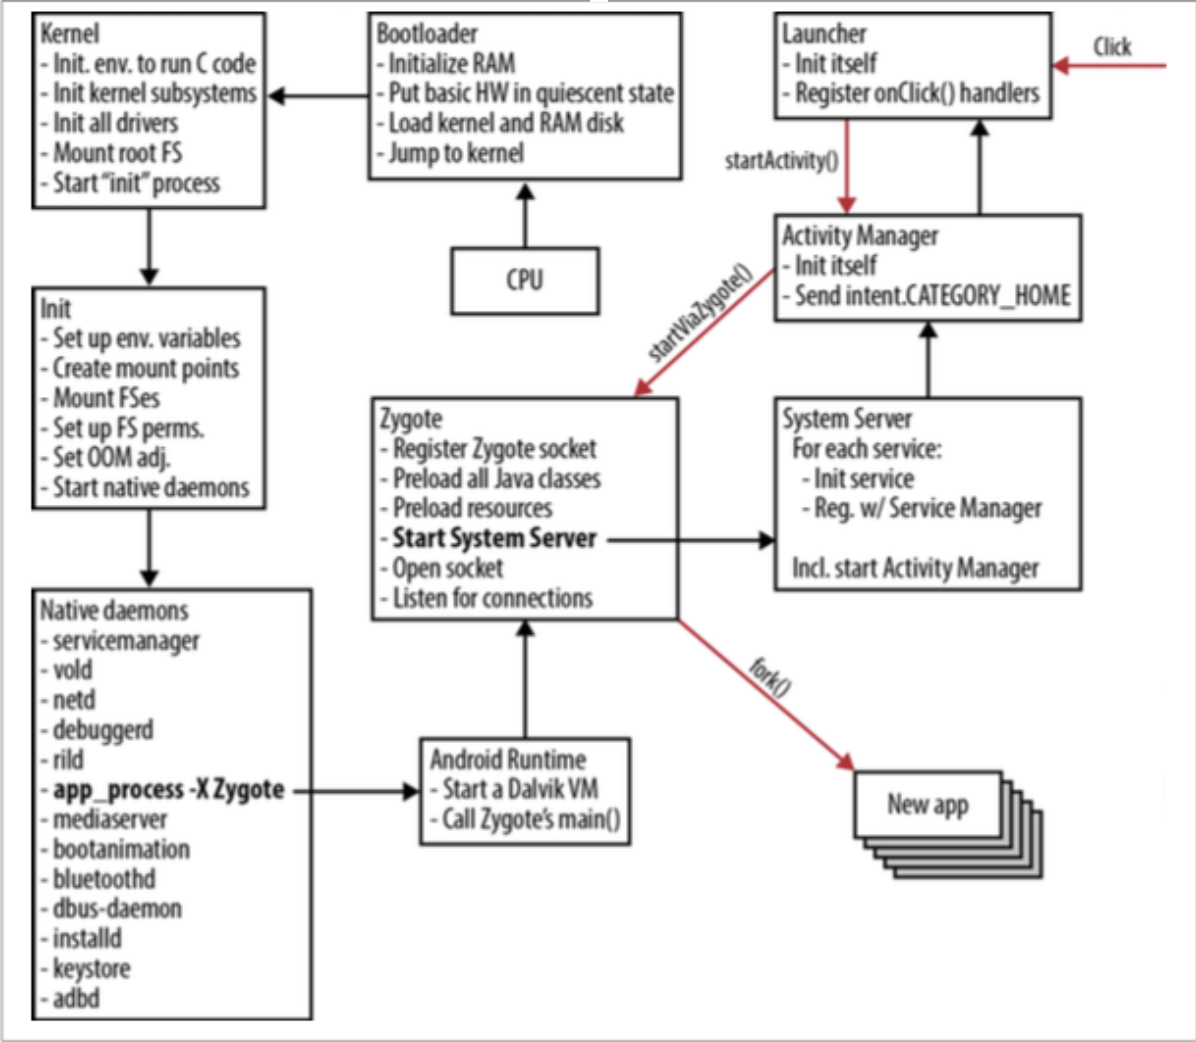 Kernel
- Init. env. to run C code
- Init kernel subsystems
- Init all drivers
- Mount root FS
- Start “init” process
Bootloader
- Initialize RAM
- Put basic HW in quiescent state
- Load kernel and RAM disk
- Jump to kernel
Launcher
- Init itself
- Register onClick() handlers
Click
startActivity()
CPU
Activity Manager
- Init itself
- Send intent.CATEGORY_HOME
startViaZygote()
Init
- Set up env. variables
- Create mount points
- Mount FSes
- Set up FS perms.
- Set OOM adj.
- Start native daemons
Zygote
- Register Zygote socket
- Preload all Java classes
- Preload resources
- Start System Server
- Open socket
- Listen for connections
System Server
For each service:
- Init service
- Reg. w/ Service Manager
Incl. start Activity Manager
fork()
Native daemons
- servicemanager
- vold
- netd
- debuggerd
- rild
- app_process -X Zygote
- mediaserver
- bootanimation
- bluetoothd
- dbus-daemon
- installd
- keystore
- adbd
Android Runtime
- Start a Dalvik VM
- Call Zygote’s main()
New app